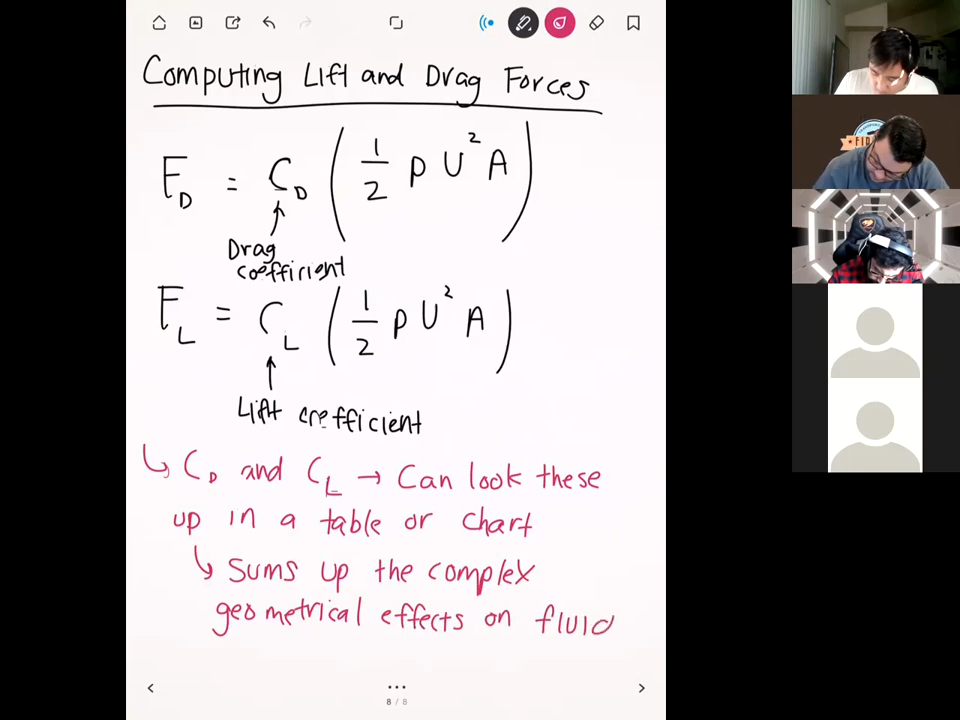 Computing Lift and Drag Forces
F_D = C_D ( 1/2 ρ U² A )
Drag
coefficient
F_L = C_L ( 1/2 ρ U² A )
Lift coefficient
↳ C_D and C_L → Can look these
up in a table or chart
↳ Sums up the complex
geometrical effects on fluid
8 / 8